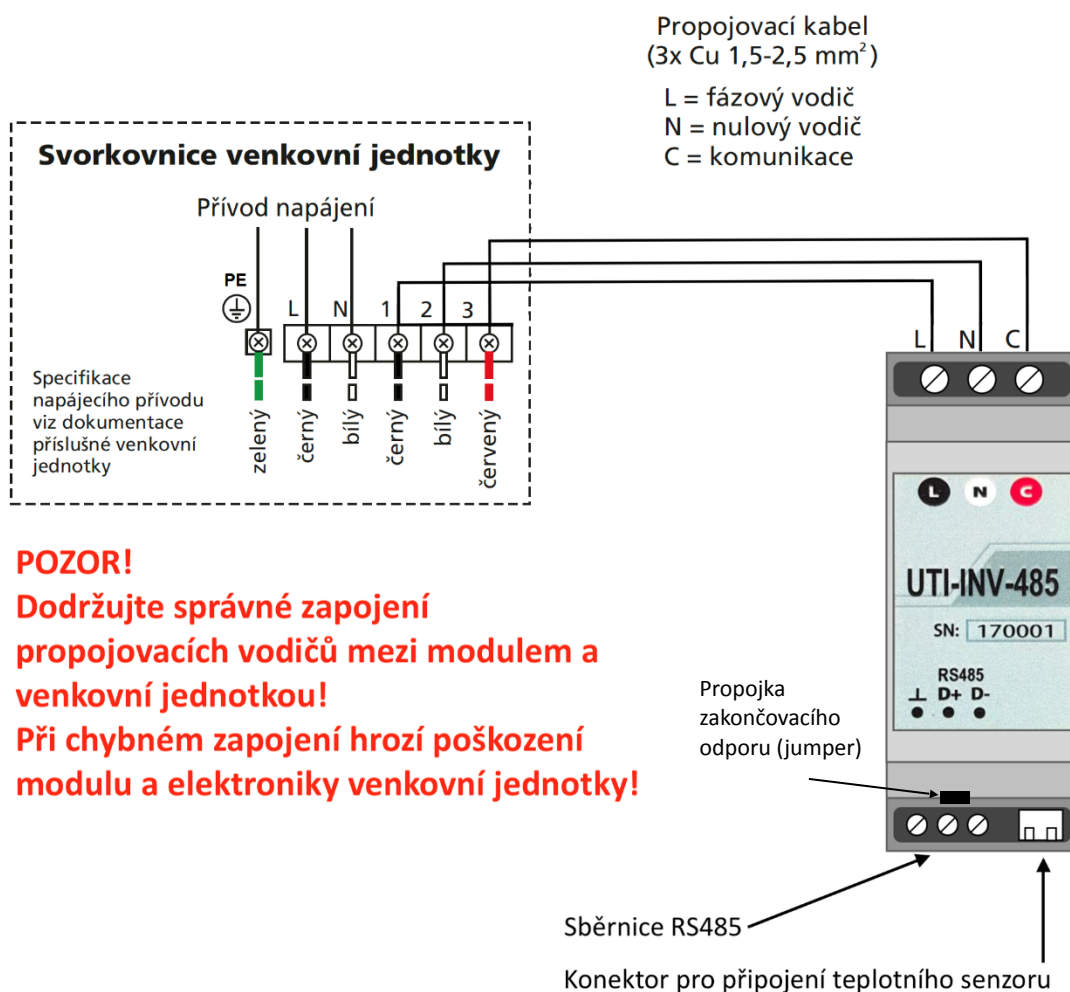 Propojovací kabel
(3x Cu 1,5-2,5 mm²)
L = fázový vodič
N = nulový vodič
C = komunikace
Svorkovnice venkovní jednotky
Přívod napájení
PE
L N 1 2 3
Specifikace
napájecího přívodu
viz dokumentace
příslušné venkovní
jednotky
zelený
černý
bílý
černý
bílý
červený
L N C
L N C
UTI-INV-485
SN: 170001
RS485
⊥ D+ D-
POZOR!
Dodržujte správné zapojení
propojovacích vodičů mezi modulem a
venkovní jednotkou!
Při chybném zapojení hrozí poškození
modulu a elektroniky venkovní jednotky!
Propojka
zakončovacího
odporu (jumper)
Sběrnice RS485
Konektor pro připojení teplotního senzoru